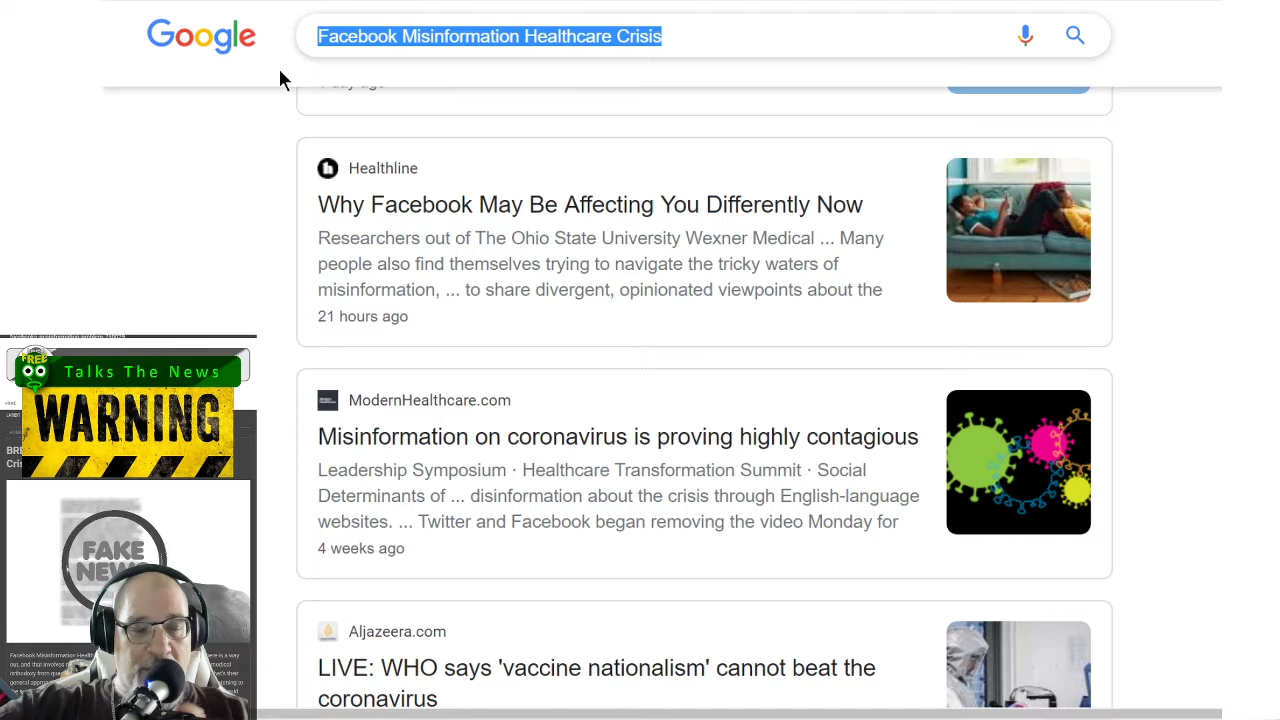 Google
Facebook Misinformation Healthcare Crisis
Healthline
Why Facebook May Be Affecting You Differently Now
Researchers out of The Ohio State University Wexner Medical ... Many
people also find themselves trying to navigate the tricky waters of
misinformation, ... to share divergent, opinionated viewpoints about the
21 hours ago
ModernHealthcare.com
Misinformation on coronavirus is proving highly contagious
Leadership Symposium · Healthcare Transformation Summit · Social
Determinants of ... disinformation about the crisis through English-language
websites. ... Twitter and Facebook began removing the video Monday for
4 weeks ago
Aljazeera.com
LIVE: WHO says 'vaccine nationalism' cannot beat the
coronavirus
FREE
Talks The News
WARNING
FAKE
NEWS